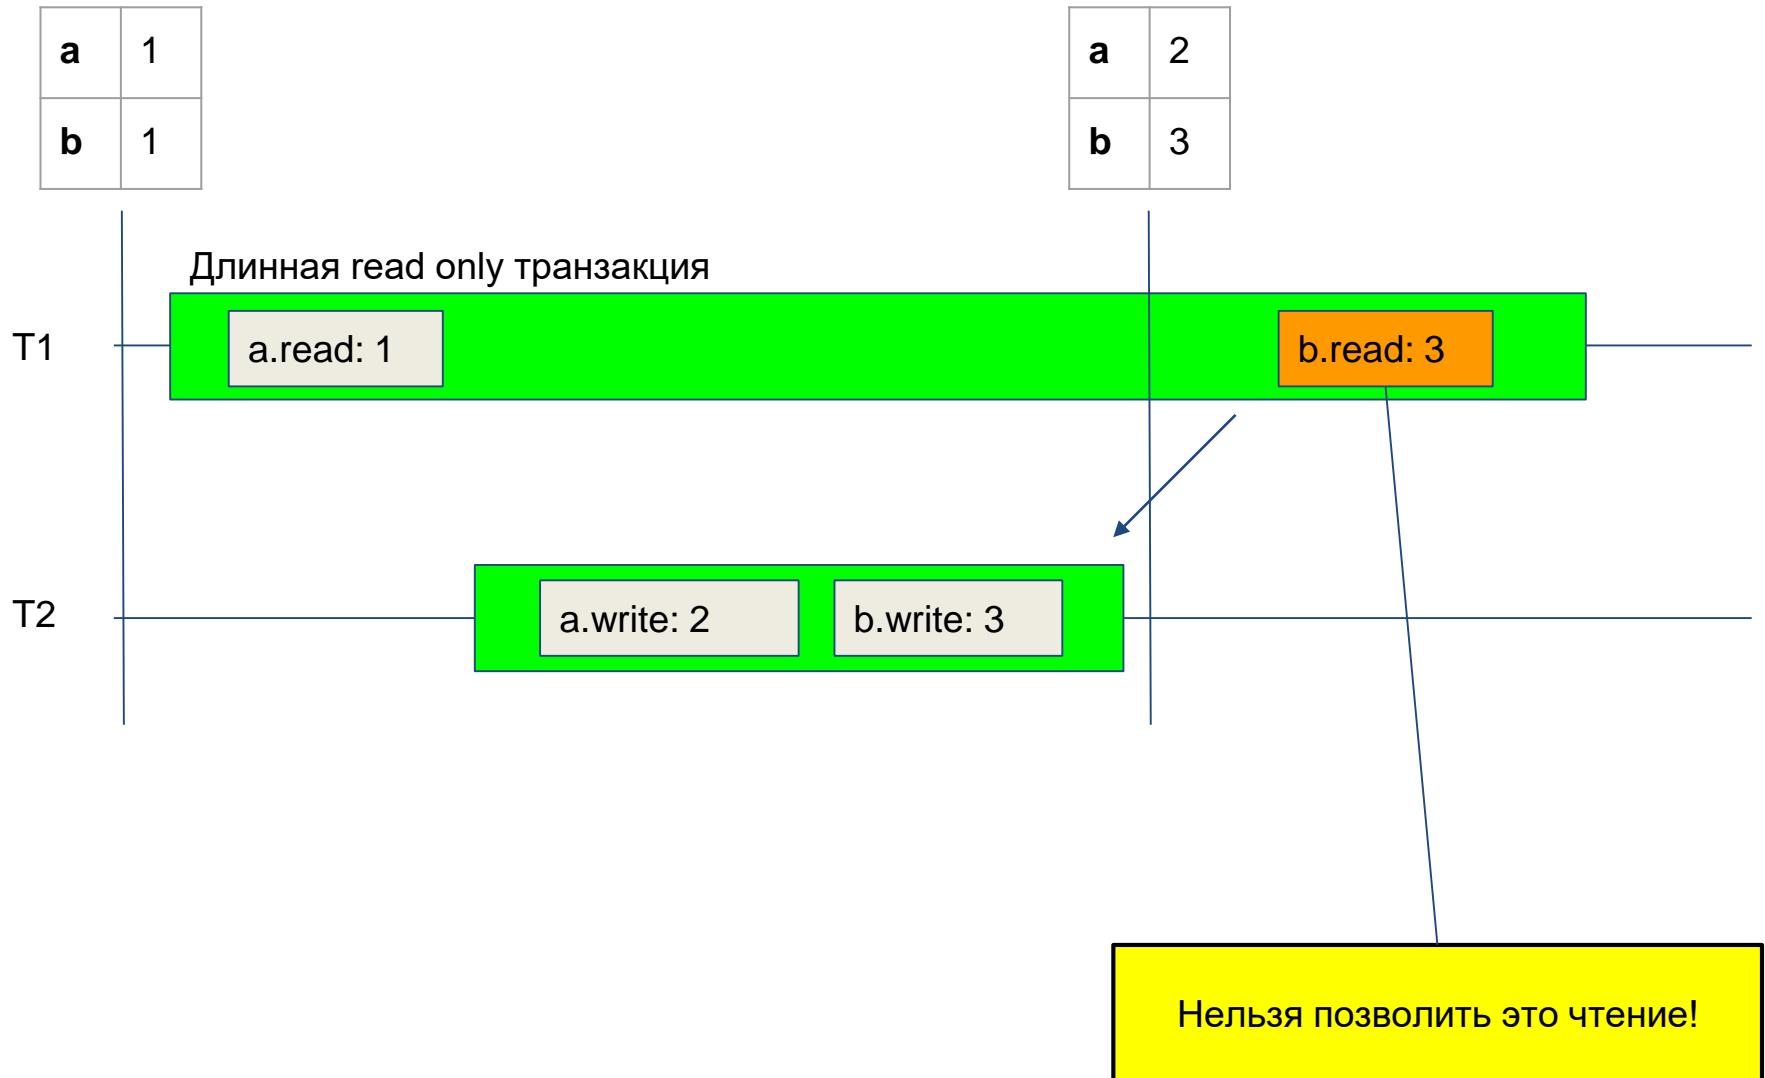 a 1
b 1
a 2
b 3
Длинная read only транзакция
T1
a.read: 1
b.read: 3
T2
a.write: 2
b.write: 3
Нельзя позволить это чтение!